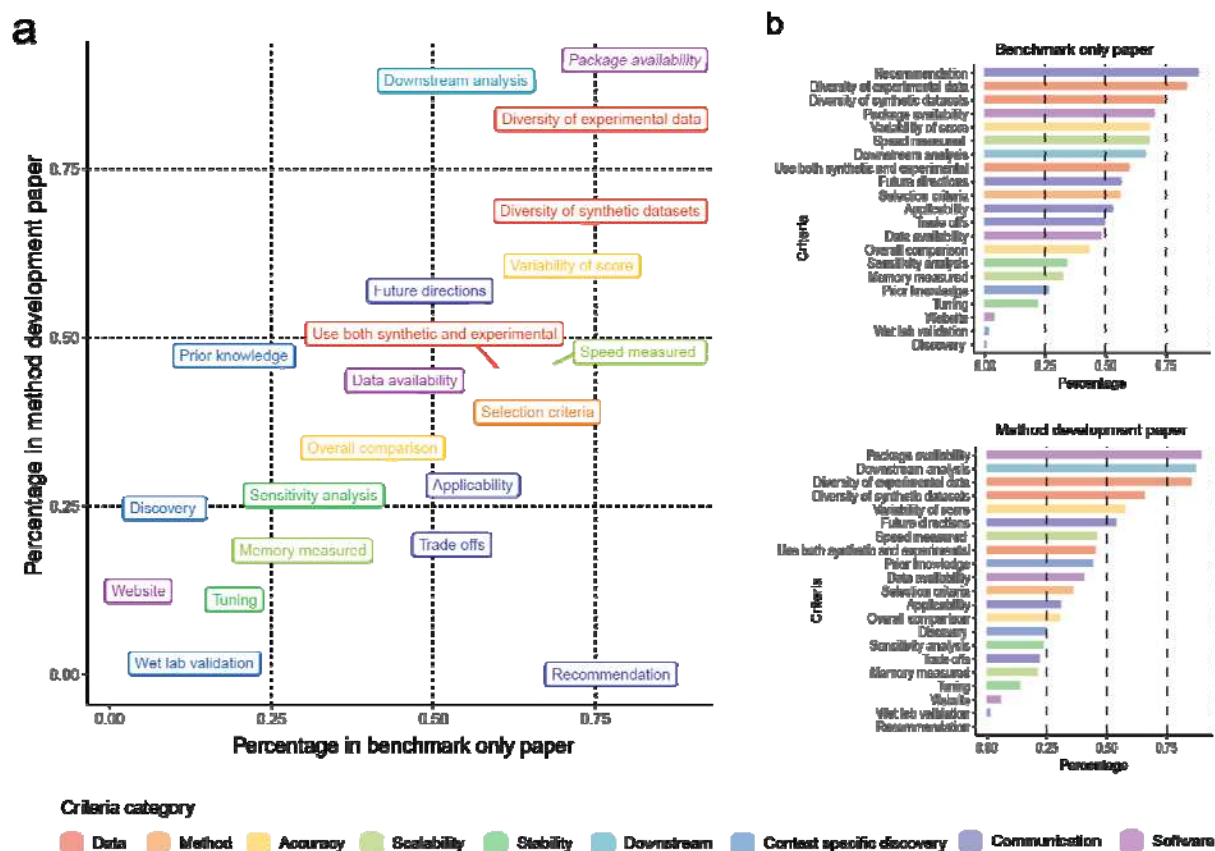 a
Percentage in method development paper
0.75
0.50
0.25
0.00
Package availability
Downstream analysis
Diversity of experimental data
Diversity of synthetic datasets
Variability of score
Future directions
Use both synthetic and experimental
Prior knowledge
Speed measured
Data availability
Selection criteria
Overall comparison
Sensitivity analysis
Applicability
Discovery
Memory measured
Trade offs
Website
Tuning
Wet lab validation
Recommendation
0.00 0.25 0.50 0.75
Percentage in benchmark only paper
b
Benchmark only paper
Criteria
Recommendation
Diversity of experimental data
Diversity of synthetic datasets
Package availability
Variability of score
Speed measured
Downstream analysis
Use both synthetic and experimental
Future directions
Selection criteria
Applicability
Trade offs
Data availability
Overall comparison
Sensitivity analysis
Memory measured
Prior knowledge
Tuning
Website
Wet lab validation
Discovery
0.00 0.25 0.50 0.75
Percentage
Method development paper
Criteria
Package availability
Downstream analysis
Diversity of experimental data
Diversity of synthetic datasets
Variability of score
Future directions
Speed measured
Use both synthetic and experimental
Prior knowledge
Data availability
Selection criteria
Applicability
Overall comparison
Discovery
Sensitivity analysis
Trade offs
Memory measured
Tuning
Website
Wet lab validation
Recommendation
0.00 0.25 0.50 0.75
Percentage
Criteria category
Data Method Accuracy Scalability Stability Downstream Context specific discovery Communication Software